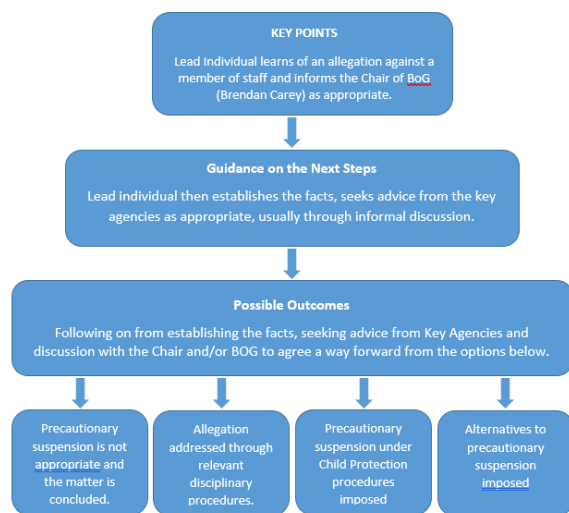 KEY POINTS
Lead Individual learns of an allegation against a
member of staff and informs the Chair of BoG
(Brendan Carey) as appropriate.
Guidance on the Next Steps
Lead individual then establishes the facts, seeks advice from the key
agencies as appropriate, usually through informal discussion.
Possible Outcomes
Following on from establishing the facts, seeking advice from Key Agencies and
discussion with the Chair and/or BOG to agree a way forward from the options below.
Precautionary
suspension is not
appropriate and
the matter is
concluded.
Allegation
addressed through
relevant
disciplinary
procedures.
Precautionary
suspension under
Child Protection
procedures
imposed
Alternatives to
precautionary
suspension
imposed